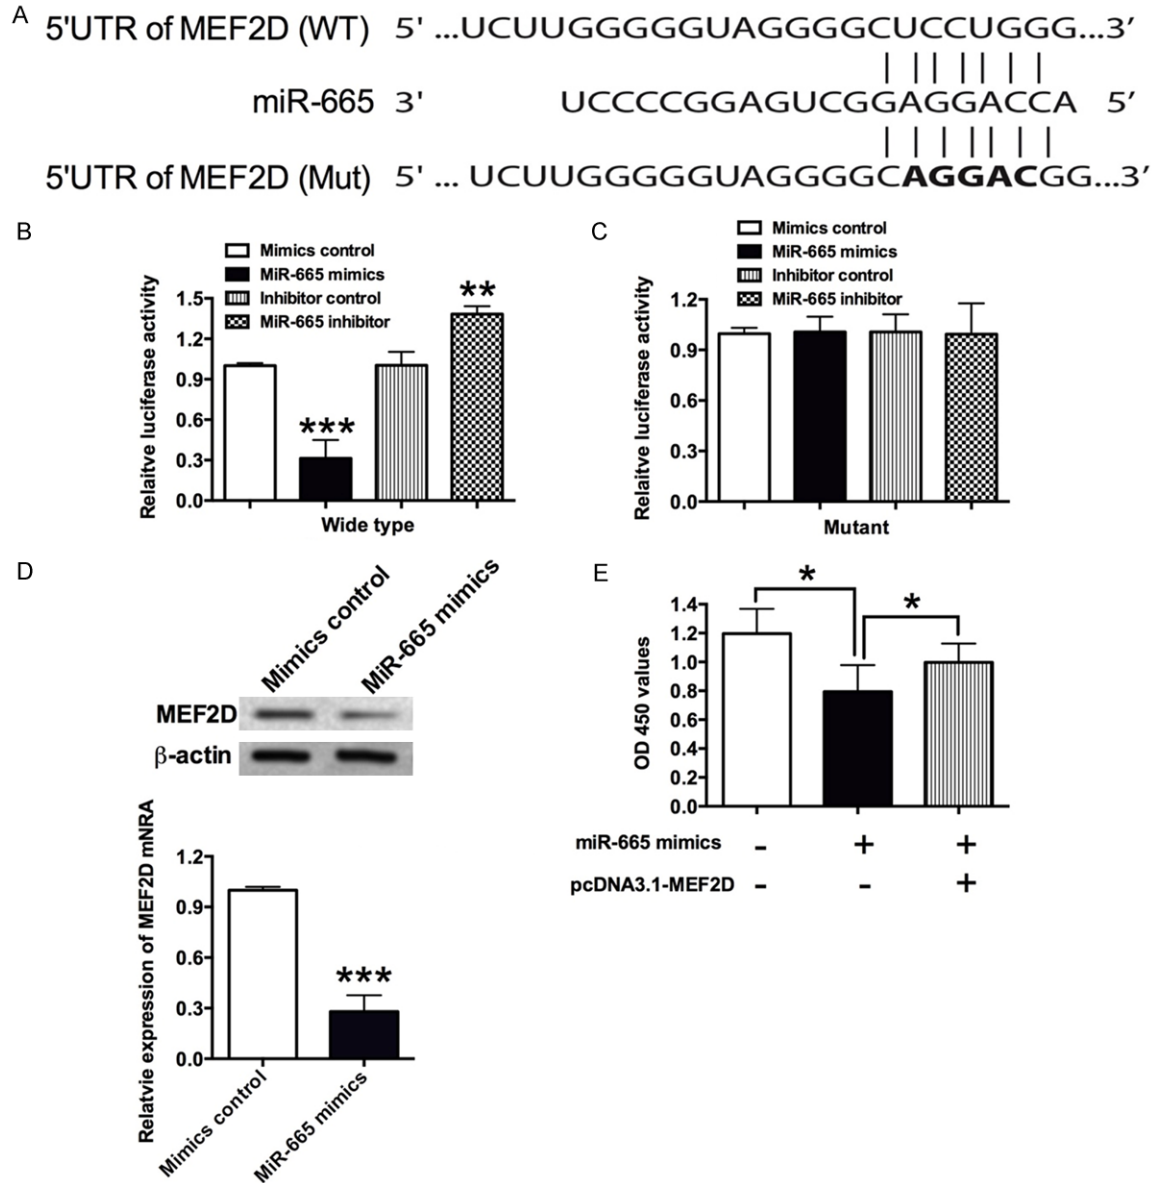 A
5'UTR of MEF2D (WT) 5' ...UCUUGGGGGUAGGGGCUCCUGGG...3'
miR-665 3' UCCCCGGAGUCGGAGGACCA 5'
5'UTR of MEF2D (Mut) 5' ... UCUUGGGGGUAGGGGCAGGACGG...3'
B
Mimics control
MiR-665 mimics
Inhibitor control
MiR-665 inhibitor
Relaitve luciferase activity
1.5
1.2
0.9
0.6
0.3
0.0
***
**
Wide type
C
Mimics control
MiR-665 mimics
Inhibitor control
MiR-665 inhibitor
Relaitve luciferase activity
1.2
0.9
0.6
0.3
0.0
Mutant
D
Mimics control
MiR-665 mimics
MEF2D
β-actin
Relatvie expression of MEF2D mNRA
1.2
0.9
0.6
0.3
0.0
***
Mimics control
MiR-665 mimics
E
OD 450 values
1.4
1.2
1.0
0.8
0.6
0.4
0.2
0.0
*
*
miR-665 mimics - + +
pcDNA3.1-MEF2D - - +